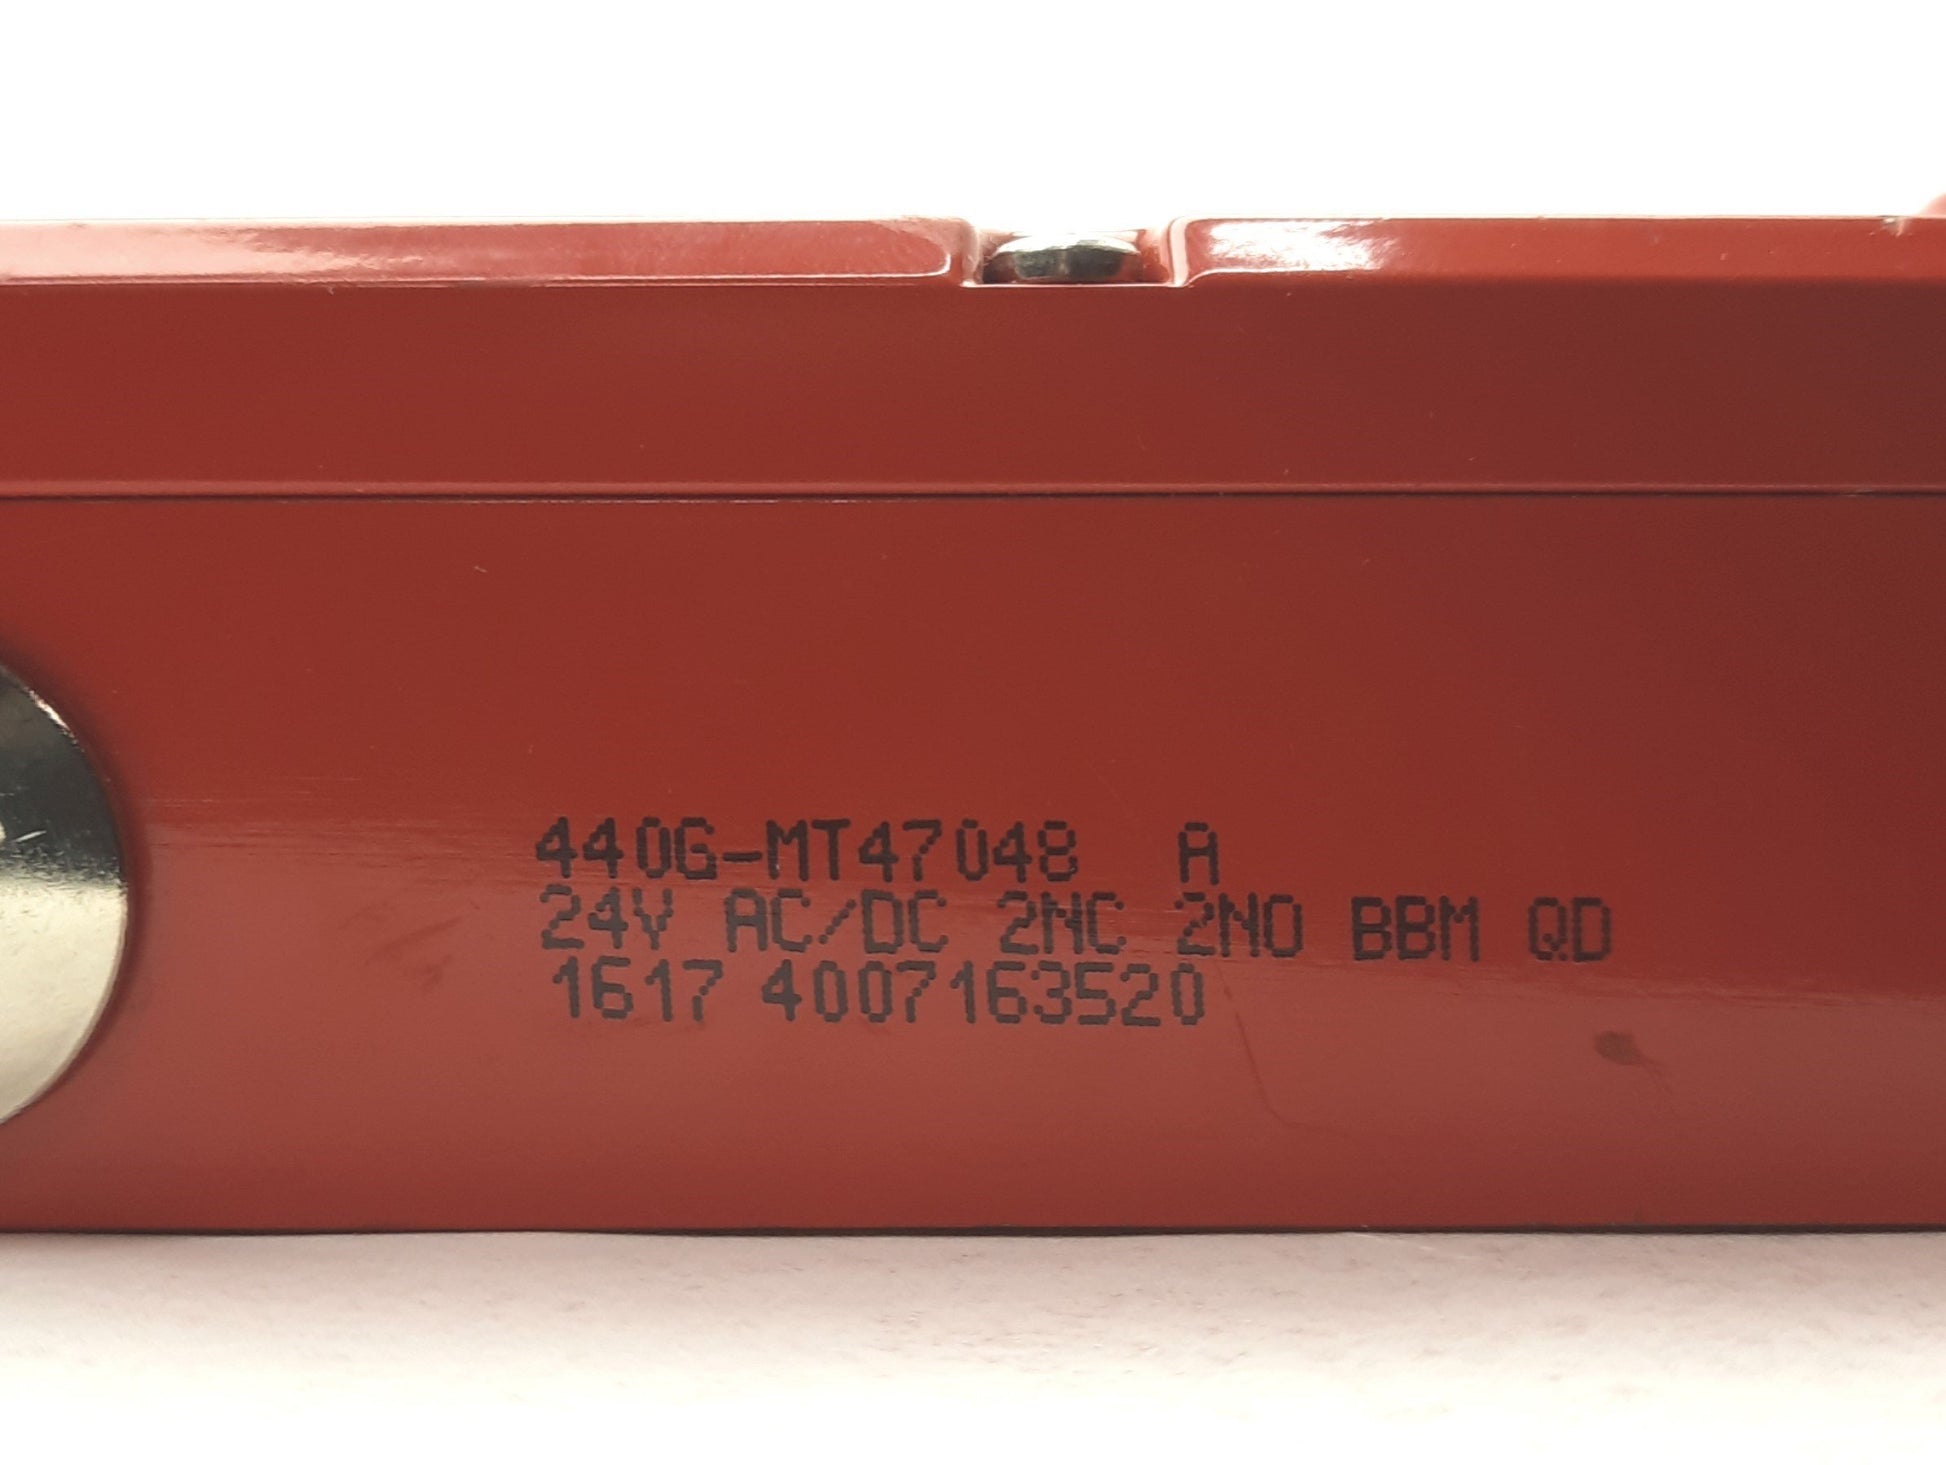 440G-MT47048 A
24V AC/DC 2NC 2NO BBM QD
1617 4007163520